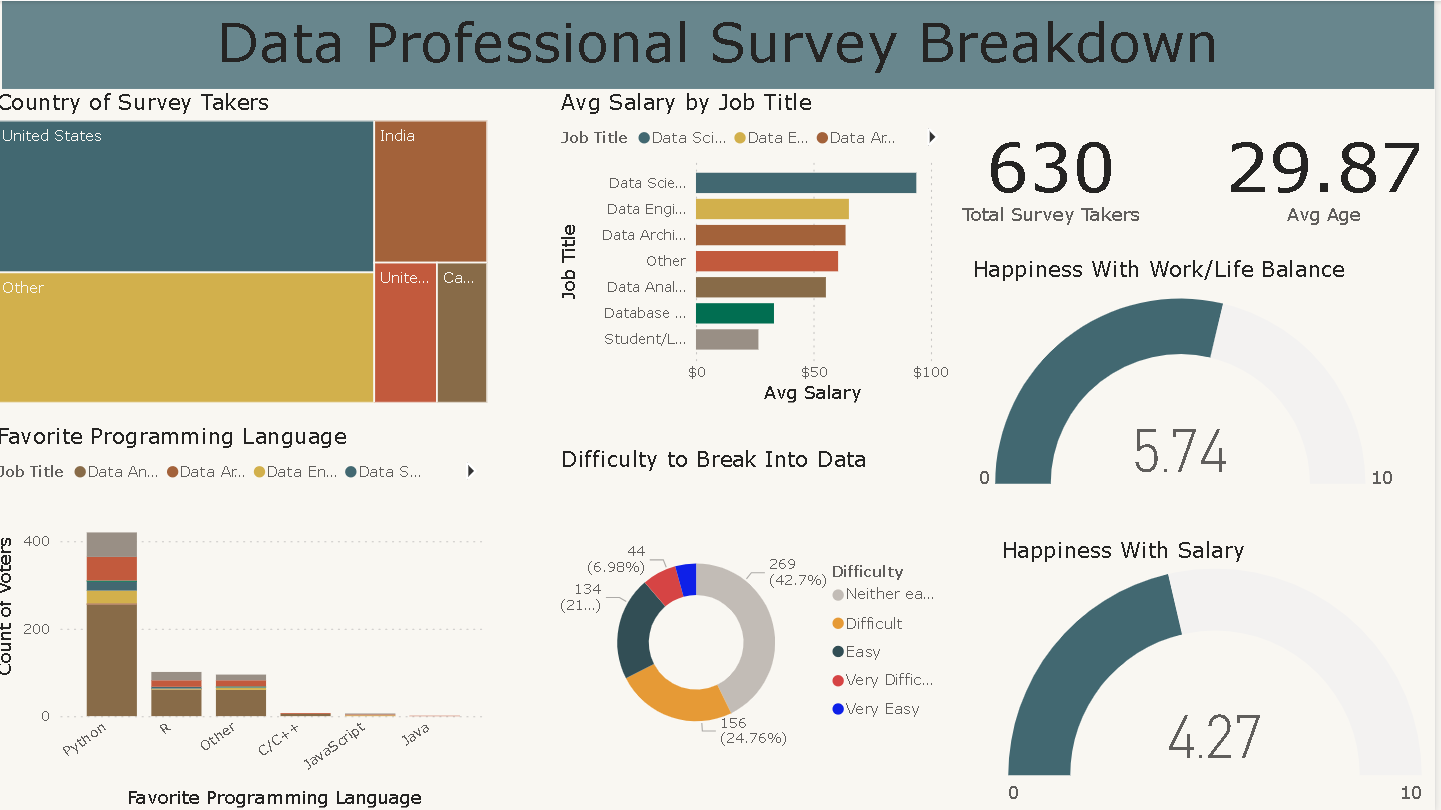 Data Professional Survey Breakdown
Country of Survey Takers
United States
India
Other
Unite...
Ca...
Avg Salary by Job Title
Job Title
Data Sci...
Data E...
Data Ar...
Job Title
Data Scie...
Data Engi...
Data Archi...
Other
Data Anal...
Database ...
Student/L...
$0
$50
$100
Avg Salary
630
Total Survey Takers
29.87
Avg Age
Happiness With Work/Life Balance
5.74
0
10
Favorite Programming Language
Job Title
Data An...
Data Ar...
Data En...
Data S...
Count of Voters
400
200
0
Python
R
Other
C/C++
JavaScript
Java
Favorite Programming Language
Difficulty to Break Into Data
44
(6.98%)
269
(42.7%)
134
(21...)
156
(24.76%)
Difficulty
Neither ea...
Difficult
Easy
Very Diffic...
Very Easy
Happiness With Salary
4.27
0
10